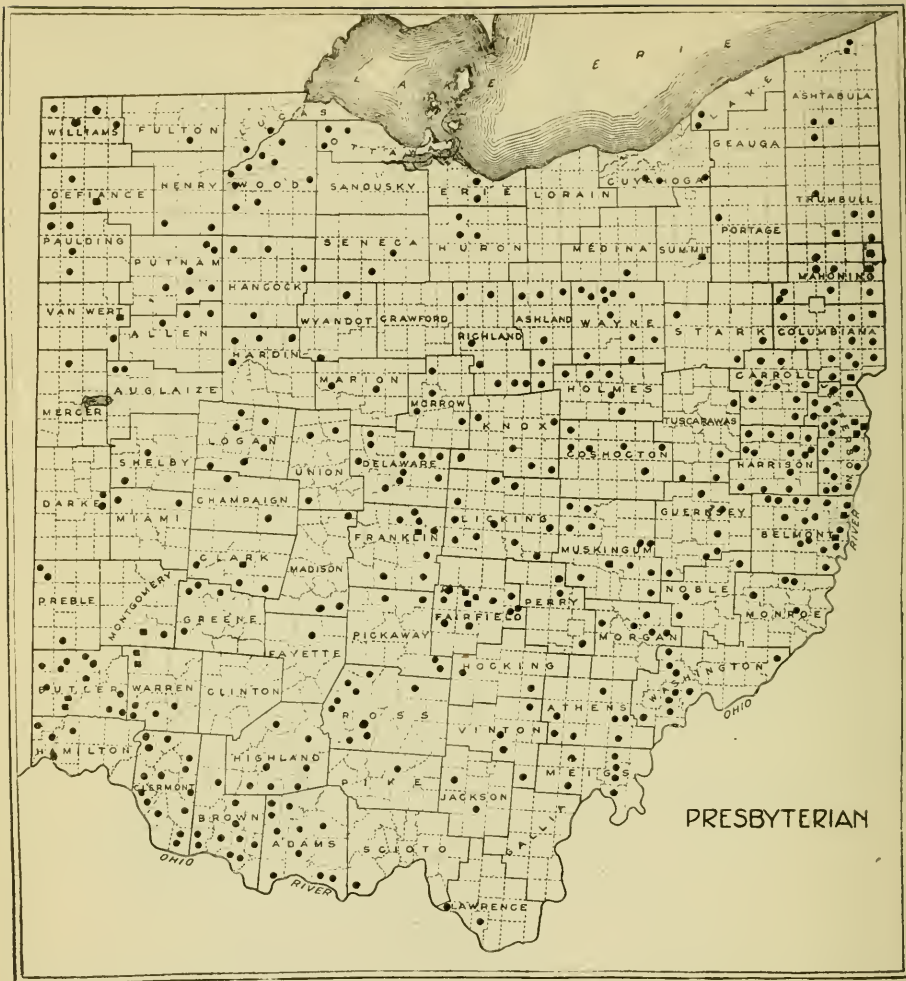 LAKE ERIE
WILLIAMS
FULTON
LUCAS
OTTAWA
LAKE
ASHTABULA
GEAUGA
CUYAHOGA
DEFIANCE
HENRY
WOOD
SANDUSKY
ERIE
LORAIN
TRUMBULL
PAULDING
PUTNAM
SENECA
HURON
MEDINA
SUMMIT
PORTAGE
MAHONING
HANCOCK
VAN WERT
ALLEN
WYANDOT
CRAWFORD
RICHLAND
ASHLAND
WAYNE
STARK
COLUMBIANA
HARDIN
MERCER
AUGLAIZE
MARION
MORROW
HOLMES
CARROLL
TUSCARAWAS
JEFFERSON
LOGAN
UNION
DELAWARE
KNOX
COSHOCTON
HARRISON
SHELBY
DARKE
MIAMI
CHAMPAIGN
LICKING
GUERNSEY
BELMONT
RIVER
CLARK
MADISON
FRANKLIN
MUSKINGUM
PREBLE
MONTGOMERY
GREENE
FAYETTE
PICKAWAY
FAIRFIELD
PERRY
NOBLE
MONROE
MORGAN
WASHINGTON
BUTLER
WARREN
CLINTON
HOCKING
ATHENS
OHIO
ROSS
VINTON
HAMILTON
CLERMONT
HIGHLAND
PIKE
JACKSON
MEIGS
BROWN
ADAMS
SCIOTO
GALLIA
PRESBYTERIAN
OHIO
RIVER
LAWRENCE